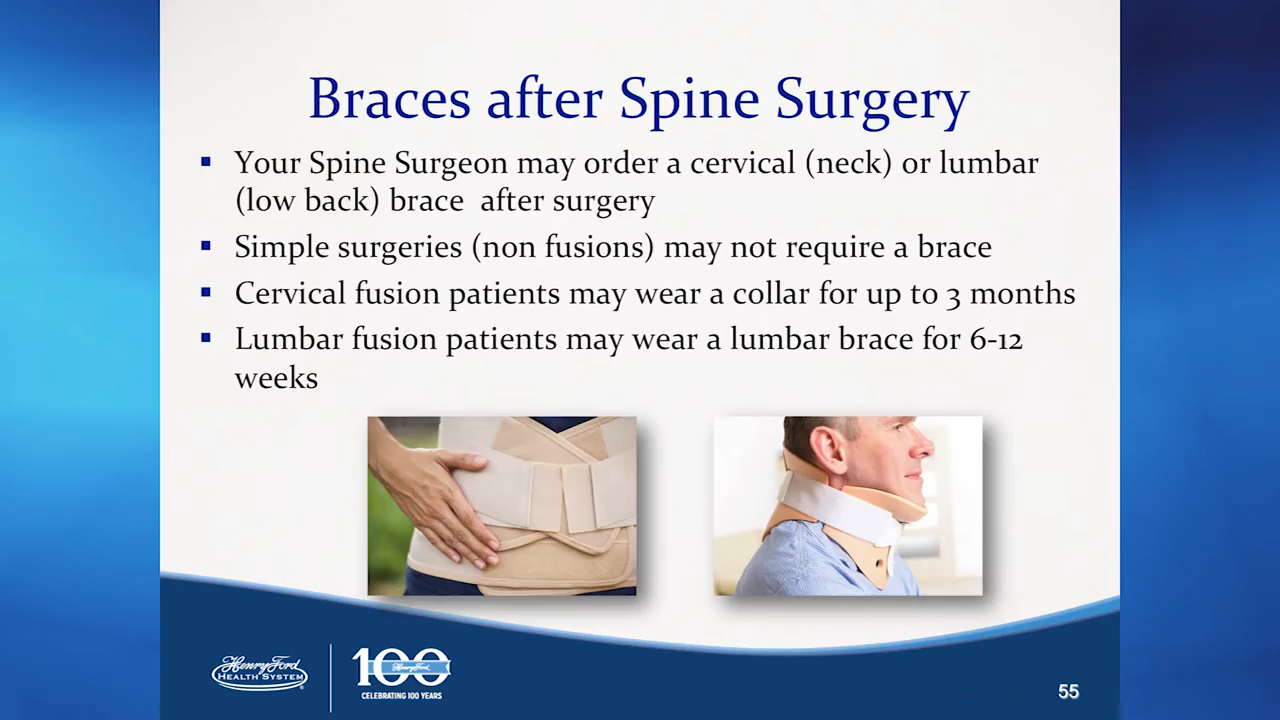 Braces after Spine Surgery
▪ Your Spine Surgeon may order a cervical (neck) or lumbar
(low back) brace  after surgery
▪ Simple surgeries (non fusions) may not require a brace
▪ Cervical fusion patients may wear a collar for up to 3 months
▪ Lumbar fusion patients may wear a lumbar brace for 6-12
weeks
Henry Ford
HEALTH SYSTEM
®
100
Henry Ford
CELEBRATING 100 YEARS
55